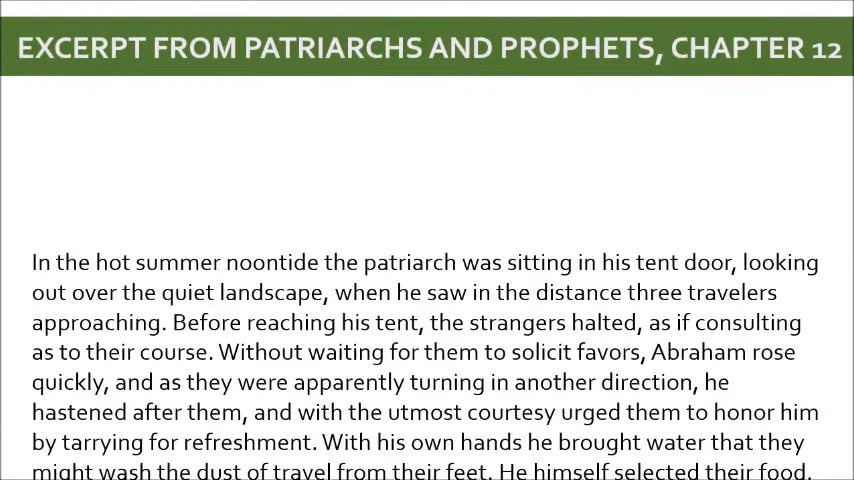 EXCERPT FROM PATRIARCHS AND PROPHETS, CHAPTER 12
In the hot summer noontide the patriarch was sitting in his tent door, looking
out over the quiet landscape, when he saw in the distance three travelers
approaching. Before reaching his tent, the strangers halted, as if consulting
as to their course. Without waiting for them to solicit favors, Abraham rose
quickly, and as they were apparently turning in another direction, he
hastened after them, and with the utmost courtesy urged them to honor him
by tarrying for refreshment. With his own hands he brought water that they
might wash the dust of travel from their feet. He himself selected their food,